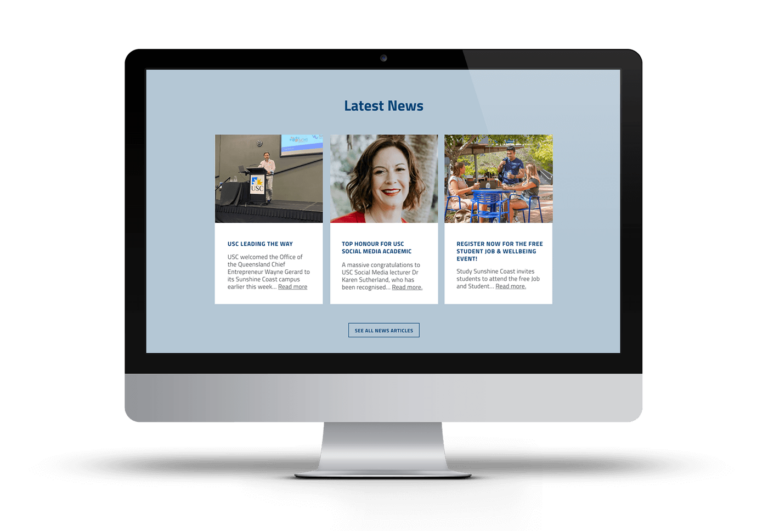 Latest News
USC
USC LEADING THE WAY
USC welcomed the Office of
the Queensland Chief
Entrepreneur Wayne Gerard to
its Sunshine Coast campus
earlier this week... Read more
TOP HONOUR FOR USC
SOCIAL MEDIA ACADEMIC
A massive congratulations to
USC Social Media lecturer Dr
Karen Sutherland, who has
been recognised... Read more.
REGISTER NOW FOR THE FREE
STUDENT JOB & WELLBEING
EVENT!
Study Sunshine Coast invites
students to attend the free Job
and Student... Read more.
SEE ALL NEWS ARTICLES